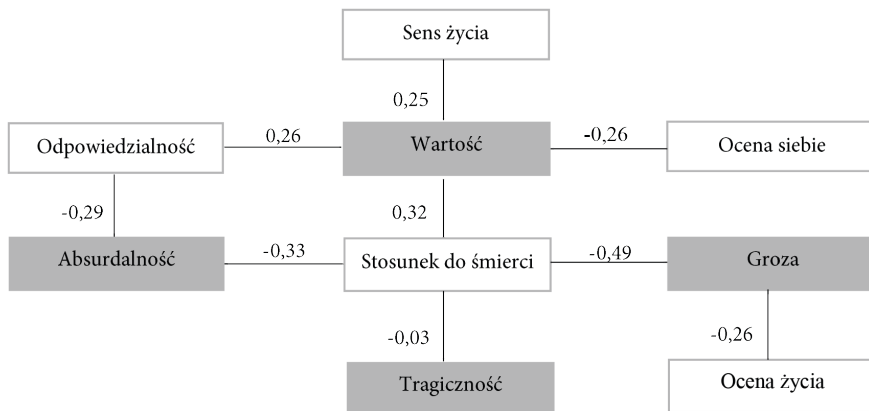 Sens życia
0,25
Odpowiedzialność
0,26
Wartość
-0,26
Ocena siebie
-0,29
0,32
Absurdalność
-0,33
Stosunek do śmierci
-0,49
Groza
-0,03
-0,26
Tragiczność
Ocena życia